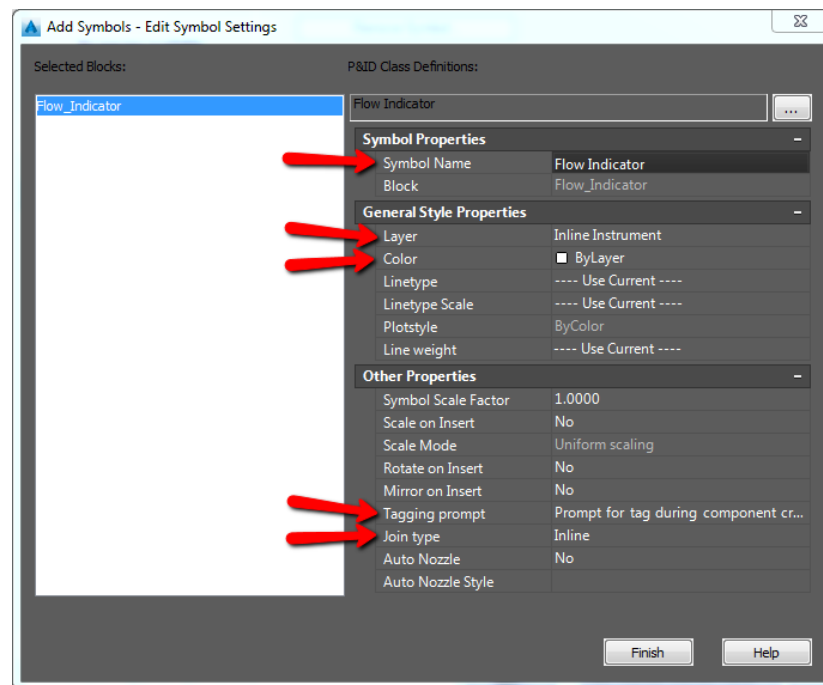 Add Symbols - Edit Symbol Settings
Selected Blocks:
P&ID Class Definitions:
Flow_Indicator
Flow Indicator
...
Symbol Properties
Symbol Name Flow Indicator
Block Flow_Indicator
General Style Properties
Layer Inline Instrument
Color ByLayer
Linetype ---- Use Current ----
Linetype Scale ---- Use Current ----
Plotstyle ByColor
Line weight ---- Use Current ----
Other Properties
Symbol Scale Factor 1.0000
Scale on Insert No
Scale Mode Uniform scaling
Rotate on Insert No
Mirror on Insert No
Tagging prompt Prompt for tag during component cr...
Join type Inline
Auto Nozzle No
Auto Nozzle Style
Finish Help